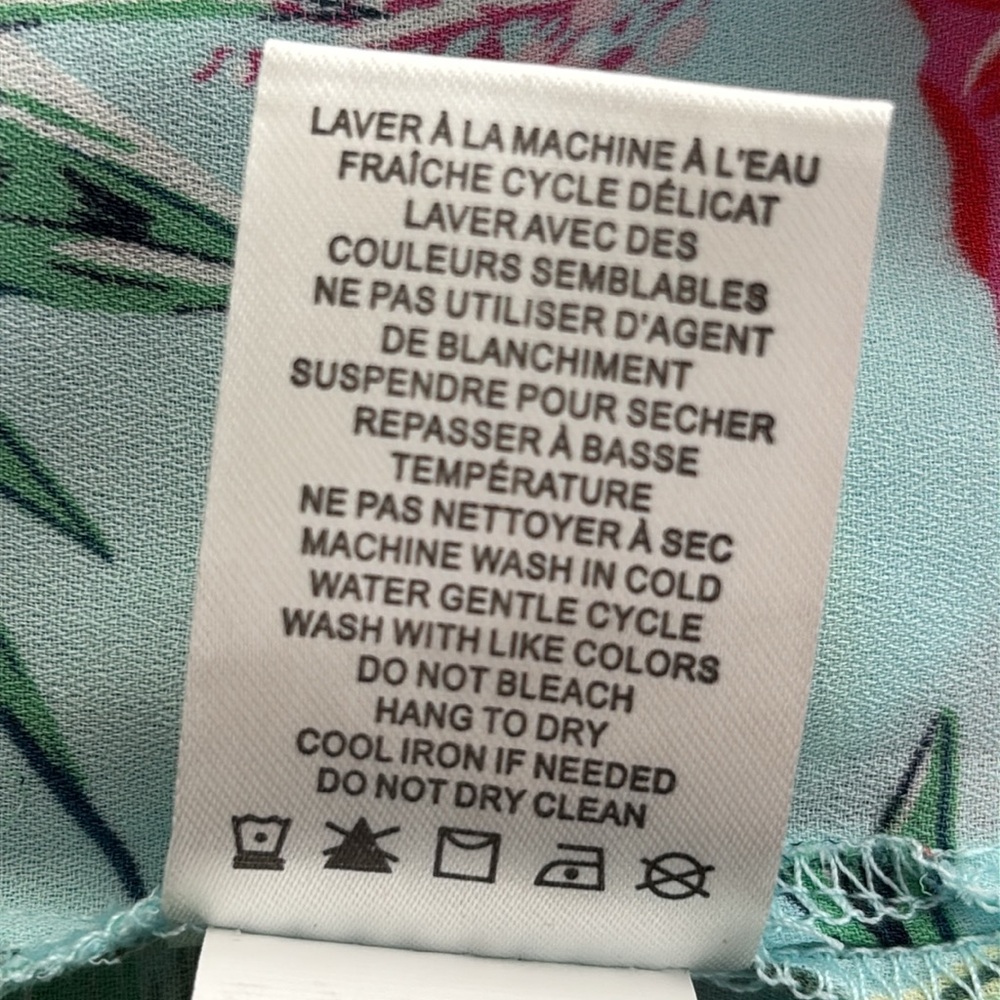 LAVER À LA MACHINE À L'EAU
FRAÎCHE CYCLE DÉLICAT
LAVER AVEC DES
COULEURS SEMBLABLES
NE PAS UTILISER D'AGENT
DE BLANCHIMENT
SUSPENDRE POUR SECHER
REPASSER À BASSE
TEMPÉRATURE
NE PAS NETTOYER À SEC
MACHINE WASH IN COLD
WATER GENTLE CYCLE
WASH WITH LIKE COLORS
DO NOT BLEACH
HANG TO DRY
COOL IRON IF NEEDED
DO NOT DRY CLEAN